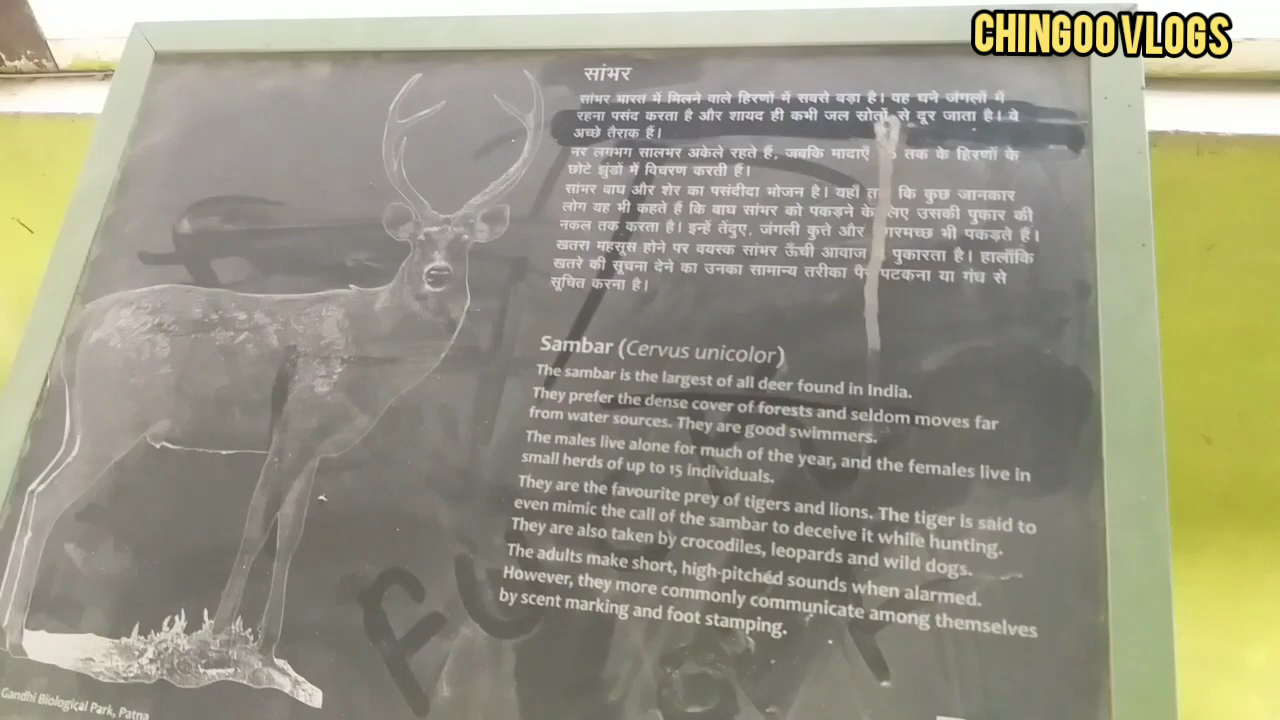 CHINGOO VLOGS
सांभर
सांभर भारत में मिलने वाले हिरणों में सबसे बड़ा है। यह घने जंगलों में
रहना पसंद करता है और शायद ही कभी जल स्रोतों से दूर जाता है। ये
अच्छे तैराक हैं।
नर लगभग सालभर अकेले रहते हैं, जबकि मादाएँ तक के हिरणों के
छोटे झुंडों में विचरण करती हैं।
सांभर बाघ और शेर का पसंदीदा भोजन है। यहाँ कि कुछ जानकार
लोग यह भी कहते हैं कि बाघ सांभर को पकड़ने के उसकी पुकार की
नकल तक करता है। इन्हें तेंदुए, जंगली कुत्ते और भी पकड़ते हैं।
खतरा महसूस होने पर वयस्क सांभर ऊँची आवाज पुकारता है। हालाँकि
खतरे की सूचना देने का उनका सामान्य तरीका पटकना या गंध से
सूचित करना है।
Sambar (Cervus unicolor)
The sambar is the largest of all deer found in India.
They prefer the dense cover of forests and seldom moves far
from water sources. They are good swimmers.
The males live alone for much of the year, and the females live in
small herds of up to 15 individuals.
They are the favourite prey of tigers and lions. The tiger is said to
even mimic the call of the sambar to deceive it while hunting.
They are also taken by crocodiles, leopards and wild dogs.
The adults make short, high-pitched sounds when alarmed.
However, they more commonly communicate among themselves
by scent marking and foot stamping.
Gandhi Biological Park, Patna